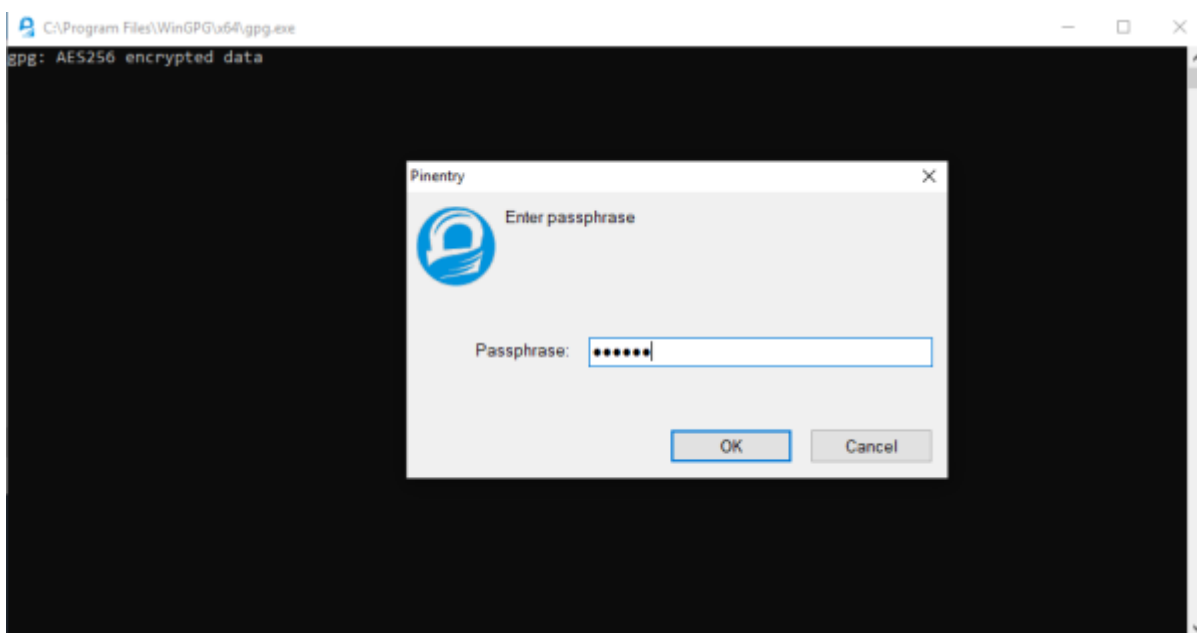 C:\Program Files\WinGPG\x64\gpg.exe
gpg: AES256 encrypted data
Pinentry
Enter passphrase
Passphrase: ●●●●●●
OK Cancel